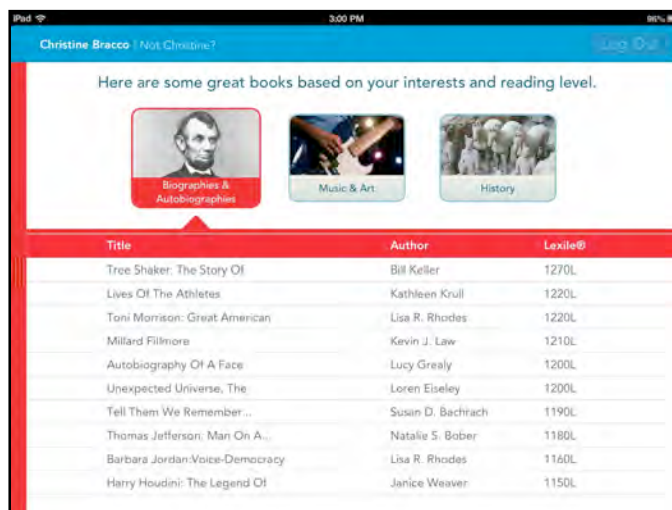 iPad 3:00 PM 86%
Christine Bracco | Not Christine? Log Out
Here are some great books based on your interests and reading level.
Biographies &
Autobiographies
Music & Art
History
Title Author Lexile®
Tree Shaker: The Story Of Bill Keller 1270L
Lives Of The Athletes Kathleen Krull 1220L
Toni Morrison: Great American Lisa R. Rhodes 1220L
Millard Fillmore Kevin J. Law 1210L
Autobiography Of A Face Lucy Grealy 1200L
Unexpected Universe, The Loren Eiseley 1200L
Tell Them We Remember... Susan D. Bachrach 1190L
Thomas Jefferson: Man On A... Natalie S. Bober 1180L
Barbara Jordan:Voice-Democracy Lisa R. Rhodes 1160L
Harry Houdini: The Legend Of Janice Weaver 1150L